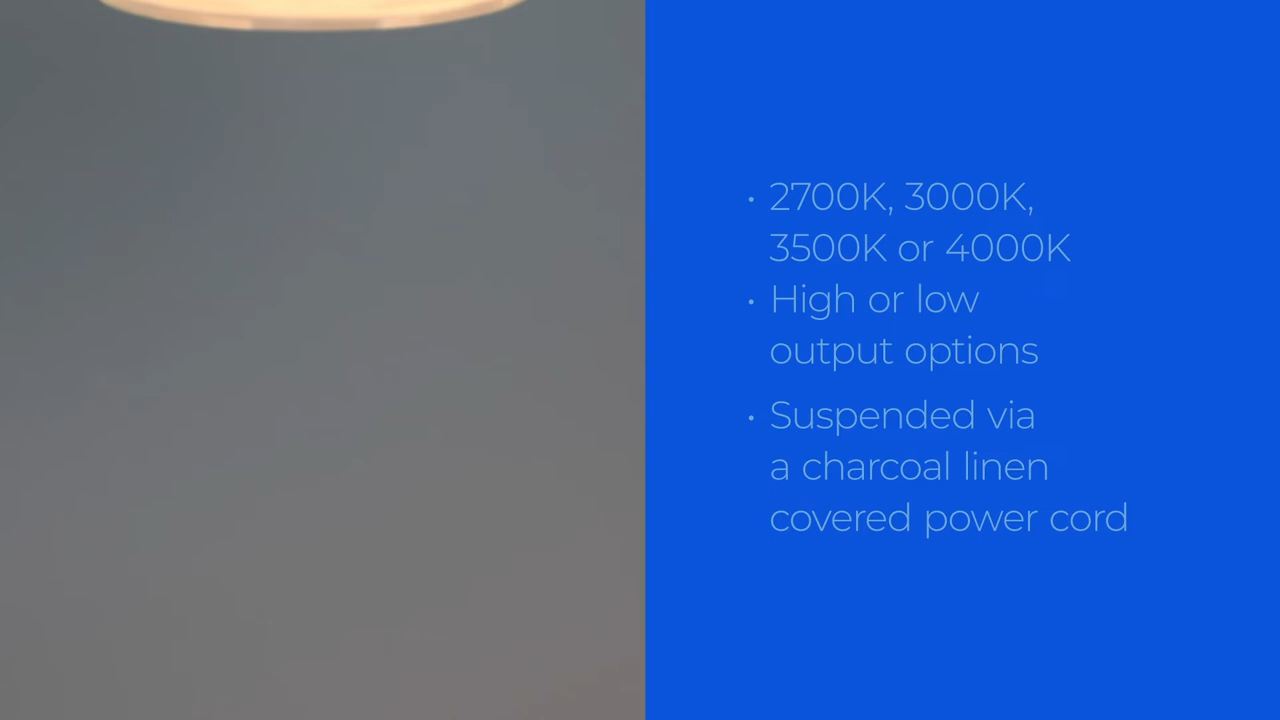 • 2700K, 3000K,
3500K or 4000K
• High or low
output options
• Suspended via
a charcoal linen
covered power cord